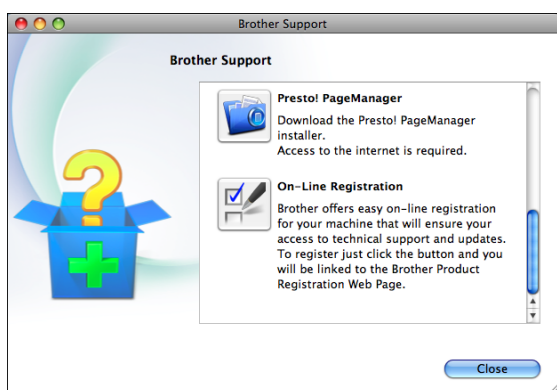 Brother Support
Brother Support
Presto! PageManager
Download the Presto! PageManager
installer.
Access to the internet is required.
On-Line Registration
Brother offers easy on-line registration
for your machine that will ensure your
access to technical support and updates.
To register just click the button and you
will be linked to the Brother Product
Registration Web Page.
Close